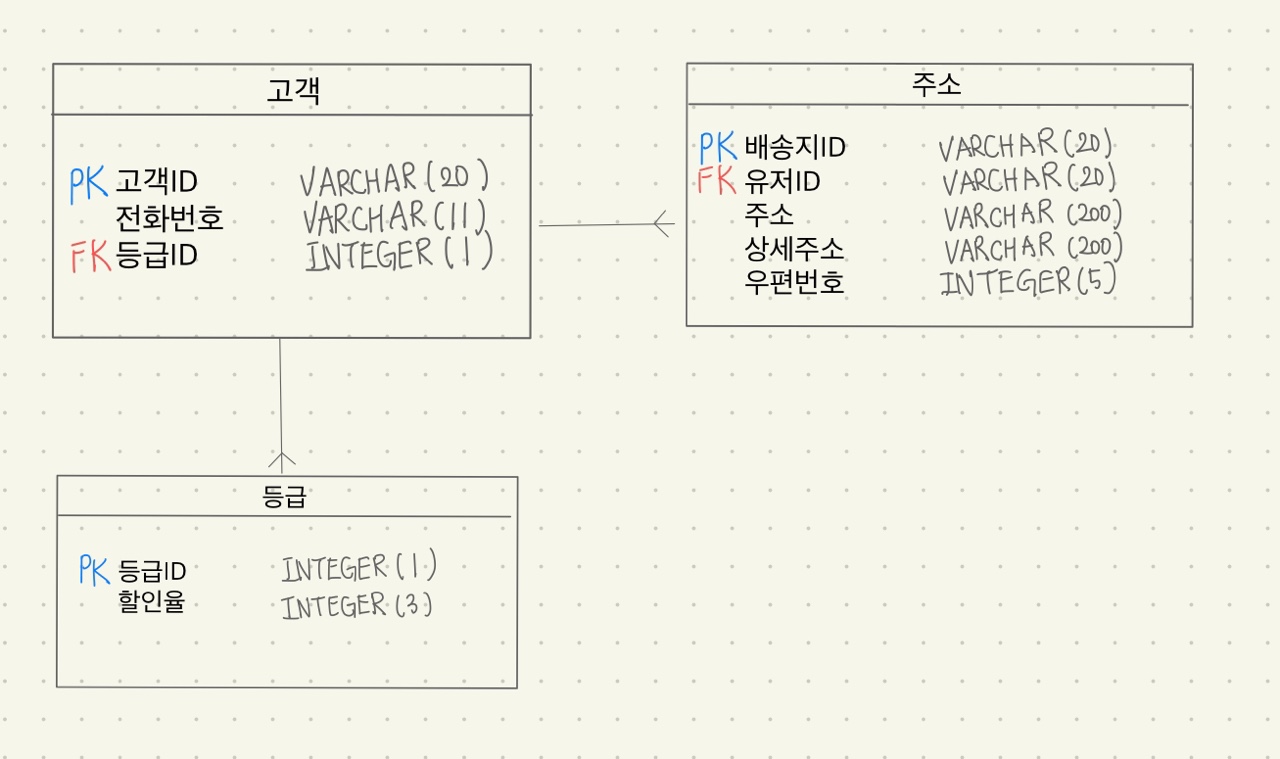 고객
PK 고객ID VARCHAR(20)
전화번호 VARCHAR(11)
FK 등급ID INTEGER(1)
주소
PK 배송지ID VARCHAR(20)
FK 유저ID VARCHAR(20)
주소 VARCHAR(200)
상세주소 VARCHAR(200)
우편번호 INTEGER(5)
등급
PK 등급ID INTEGER(1)
할인율 INTEGER(3)